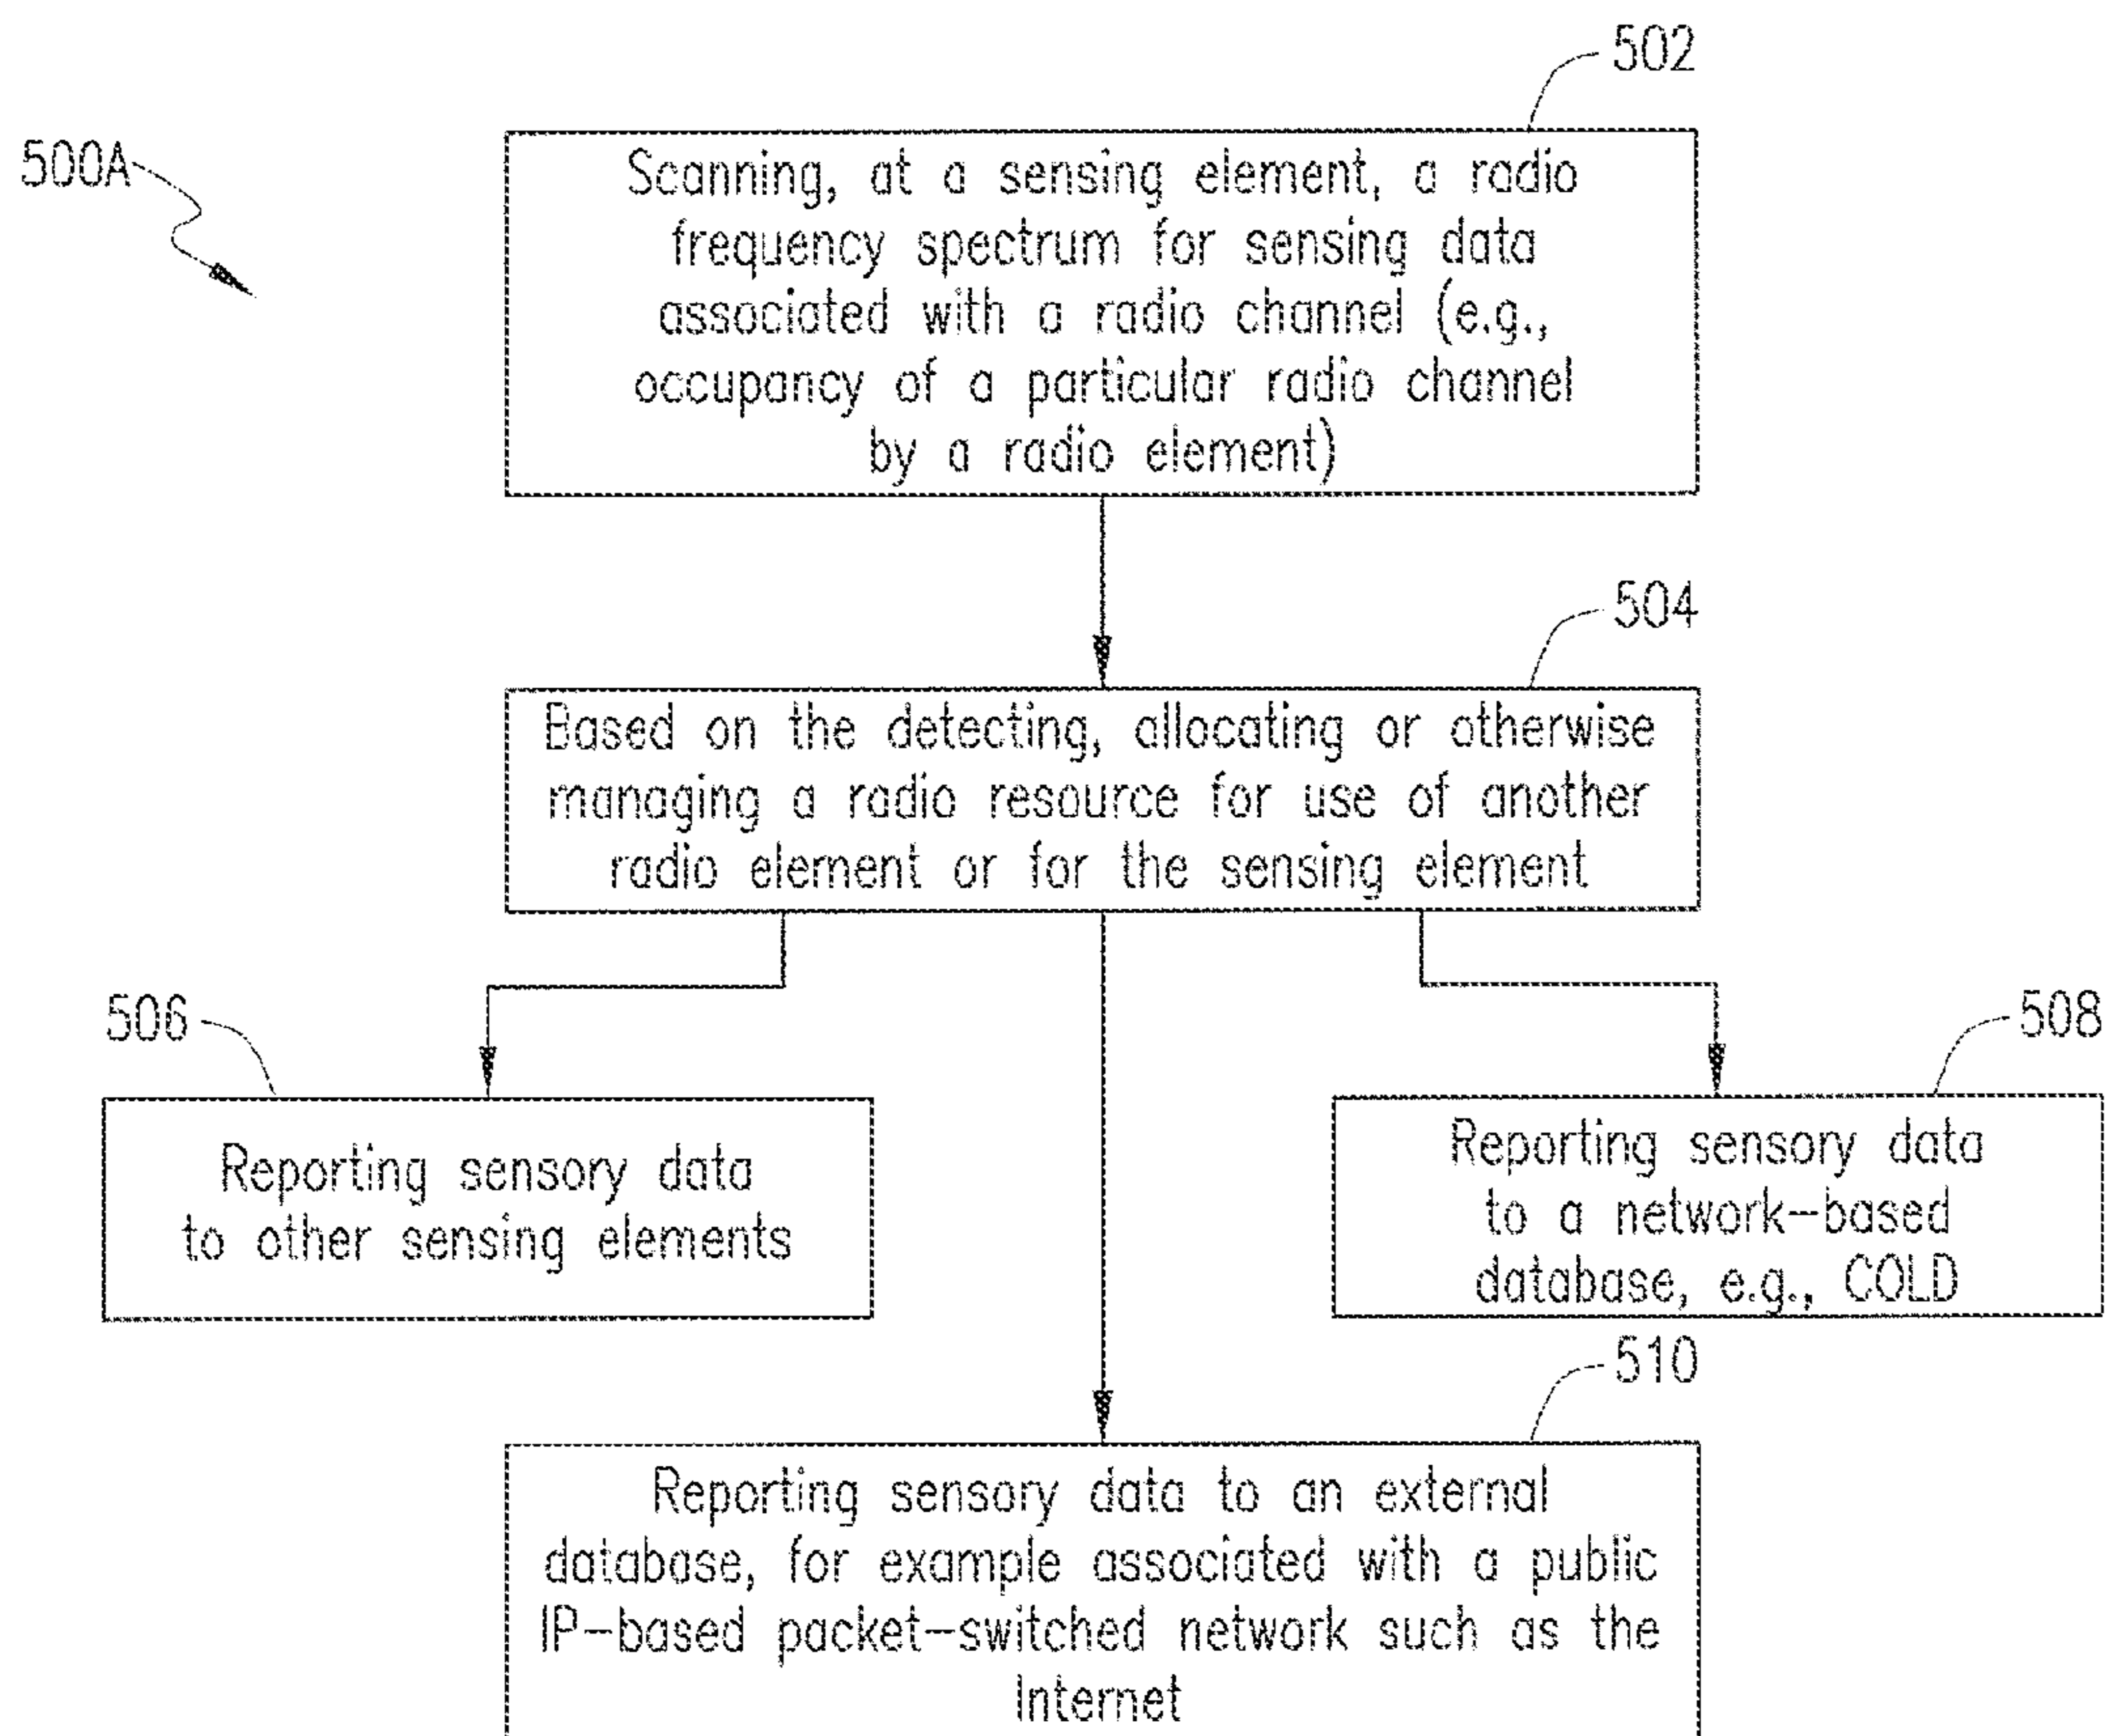 502
500A
Scanning, at a sensing element, a radio
frequency spectrum for sensing data
associated with a radio channel (e.g.,
occupancy of a particular radio channel
by a radio element)
504
Based on the detecting, allocating or otherwise
managing a radio resource for use of another
radio element or for the sensing element
506
508
Reporting sensory data
to other sensing elements
Reporting sensory data
to a network-based
database, e.g., COLD
510
Reporting sensory data to an external
database, for example associated with a public
IP-based packet-switched network such as the
Internet